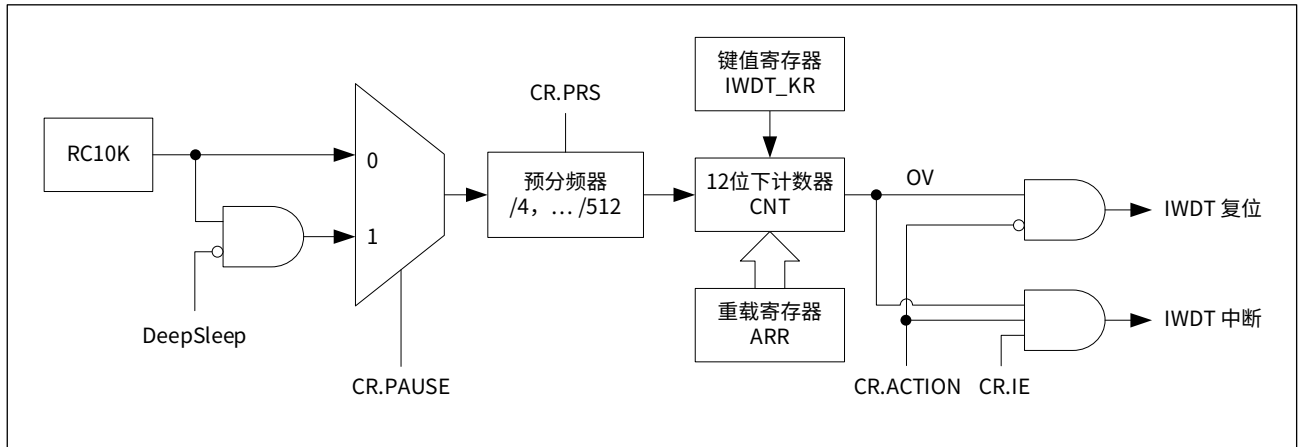 键值寄存器
IWDT_KR
CR.PRS
RC10K
0
预分频器
/4，… /512
12位下计数器
CNT
OV
IWDT 复位
1
DeepSleep
重载寄存器
ARR
IWDT 中断
CR.PAUSE
CR.ACTION
CR.IE